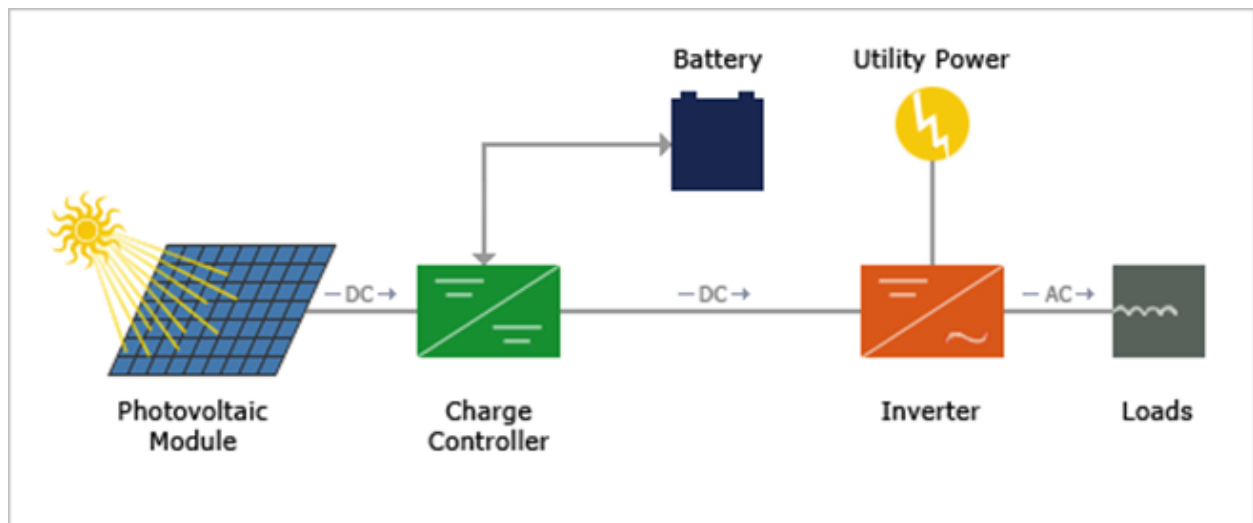 Battery
Utility Power
DC
DC
AC
Photovoltaic
Module
Charge
Controller
Inverter
Loads